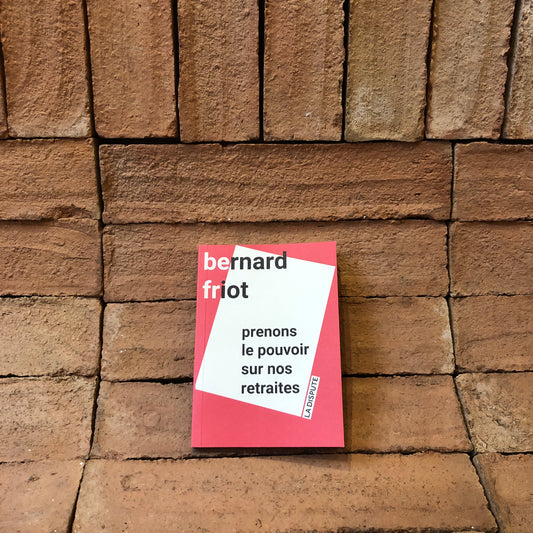 bernard
friot
prenons
le pouvoir
sur nos
retraites
LA DISPUTE